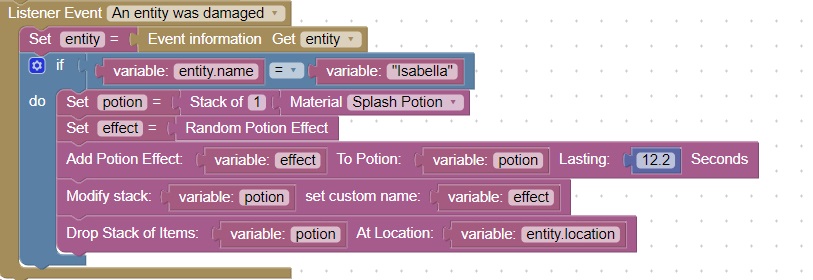 Listener Event An entity was damaged
Set entity = Event information Get entity
if variable: entity.name = variable: "Isabella"
do Set potion = Stack of 1 Material Splash Potion
Set effect = Random Potion Effect
Add Potion Effect: variable: effect To Potion: variable: potion Lasting: 12.2 Seconds
Modify stack: variable: potion set custom name: variable: effect
Drop Stack of Items: variable: potion At Location: variable: entity.location